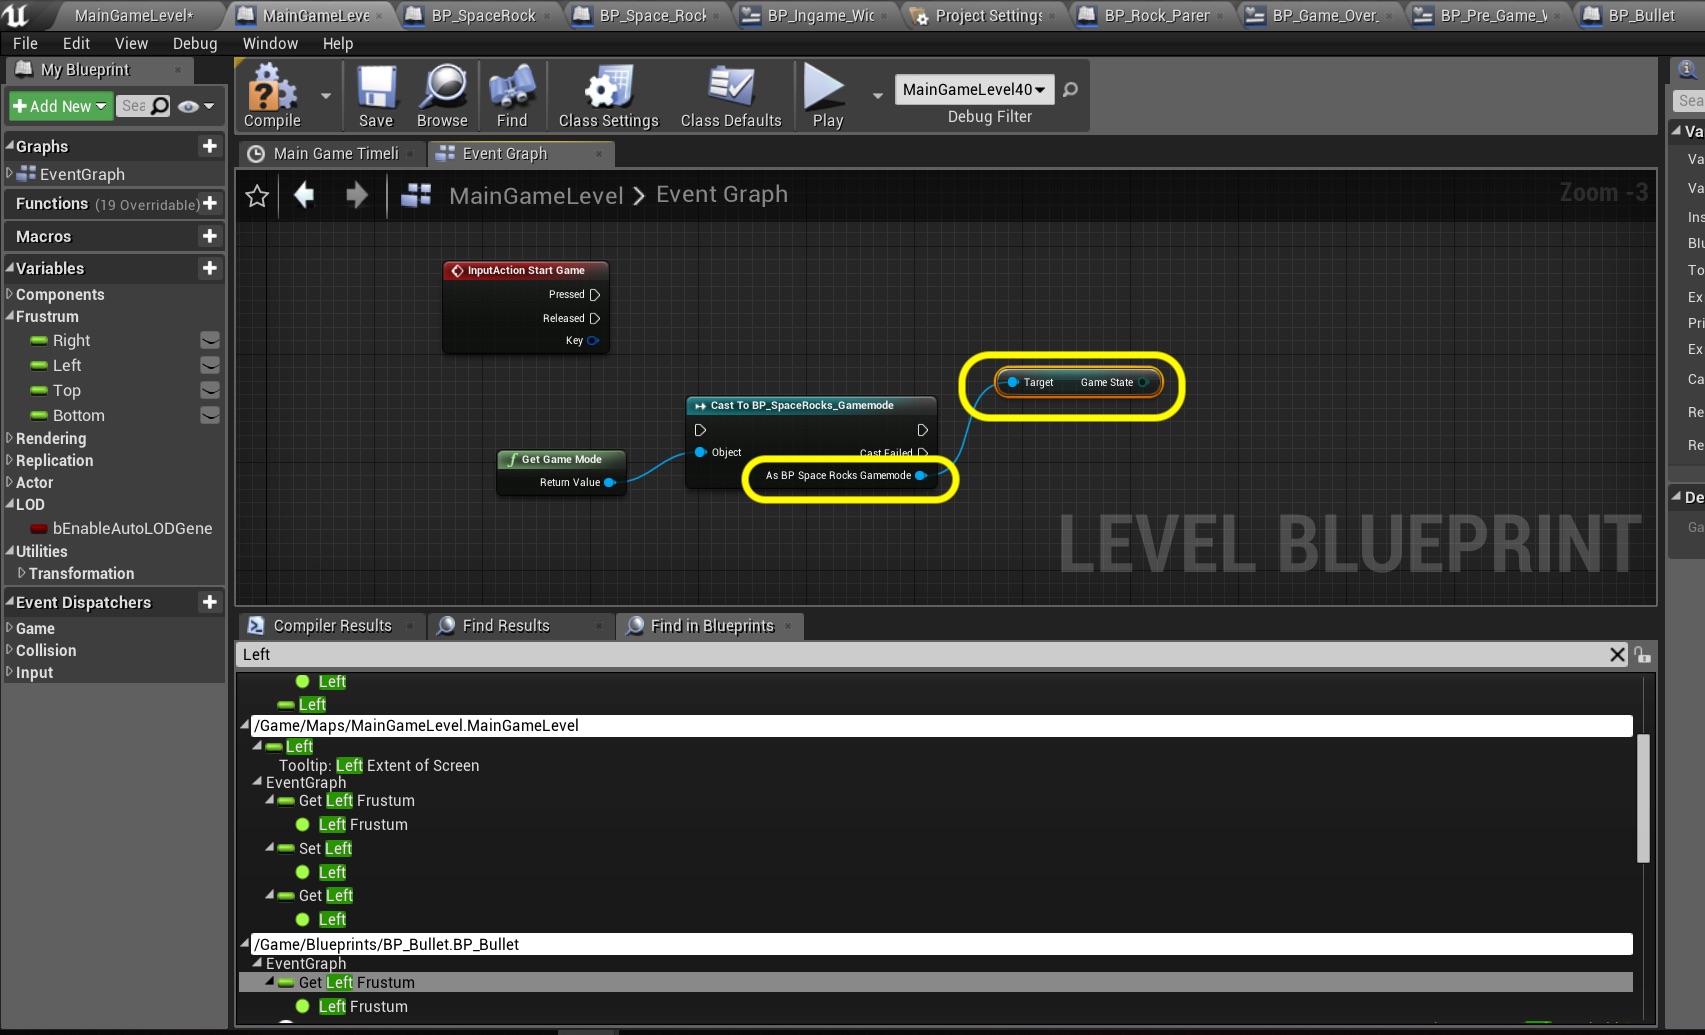 MainGameLevel*
MainGameLeve
BP_SpaceRock
BP_Space_Rock
BP_Ingame_Wic
Project Settings
BP_Rock_Paren
BP_Game_Over_
BP_Pre_Game_W
BP_Bullet
File Edit View Debug Window Help
My Blueprint
Add New
Sea
Compile
Save
Browse
Find
Class Settings
Class Defaults
Play
MainGameLevel40
Debug Filter
Sea
Graphs
EventGraph
Functions (19 Overridable)
Macros
Variables
Components
Frustrum
Right
Left
Top
Bottom
Rendering
Replication
Actor
LOD
bEnableAutoLODGene
Utilities
Transformation
Event Dispatchers
Game
Collision
Input
Main Game Timeli
Event Graph
MainGameLevel > Event Graph
Zoom -3
InputAction Start Game
Pressed
Released
Key
Get Game Mode
Return Value
Cast To BP_SpaceRocks_Gamemode
Object
Cast Failed
As BP Space Rocks Gamemode
Target Game State
LEVEL BLUEPRINT
Va
Va
Va
Ins
Blu
To
Ex
Pri
Ex
Ca
Re
Re
De
Ga
Compiler Results
Find Results
Find in Blueprints
Left
Left
Left
/Game/Maps/MainGameLevel.MainGameLevel
Left
Tooltip: Left Extent of Screen
EventGraph
Get Left Frustum
Left Frustum
Set Left
Left
Get Left
Left
/Game/Blueprints/BP_Bullet.BP_Bullet
EventGraph
Get Left Frustum
Left Frustum